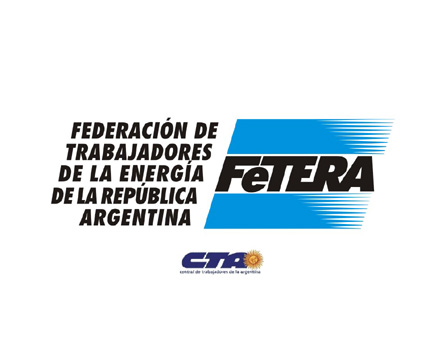 FEDERACIÓN DE
TRABAJADORES
DE LA ENERGÍA
DE LA REPÚBLICA
ARGENTINA
FeTERA
CTA
central de trabajadores de la argentina